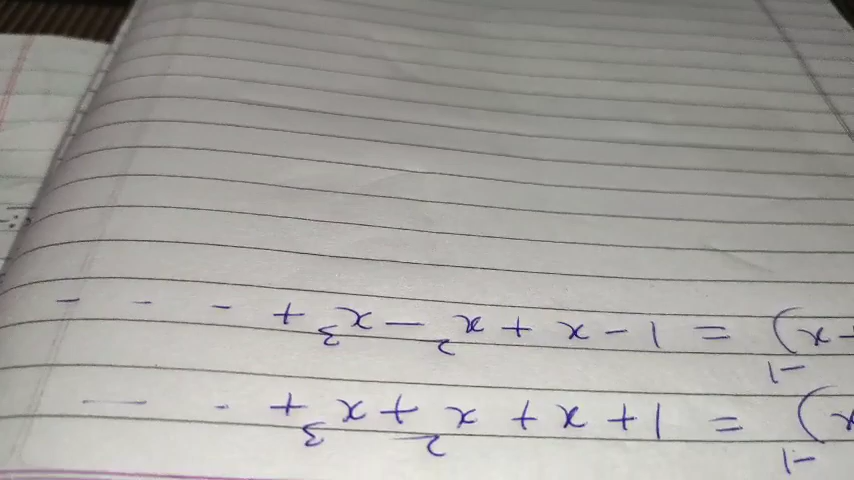 x)⁻¹ = 1 + x + x² + x³ + - - -
x)⁻¹ = 1 - x + x² - x³ + - - -